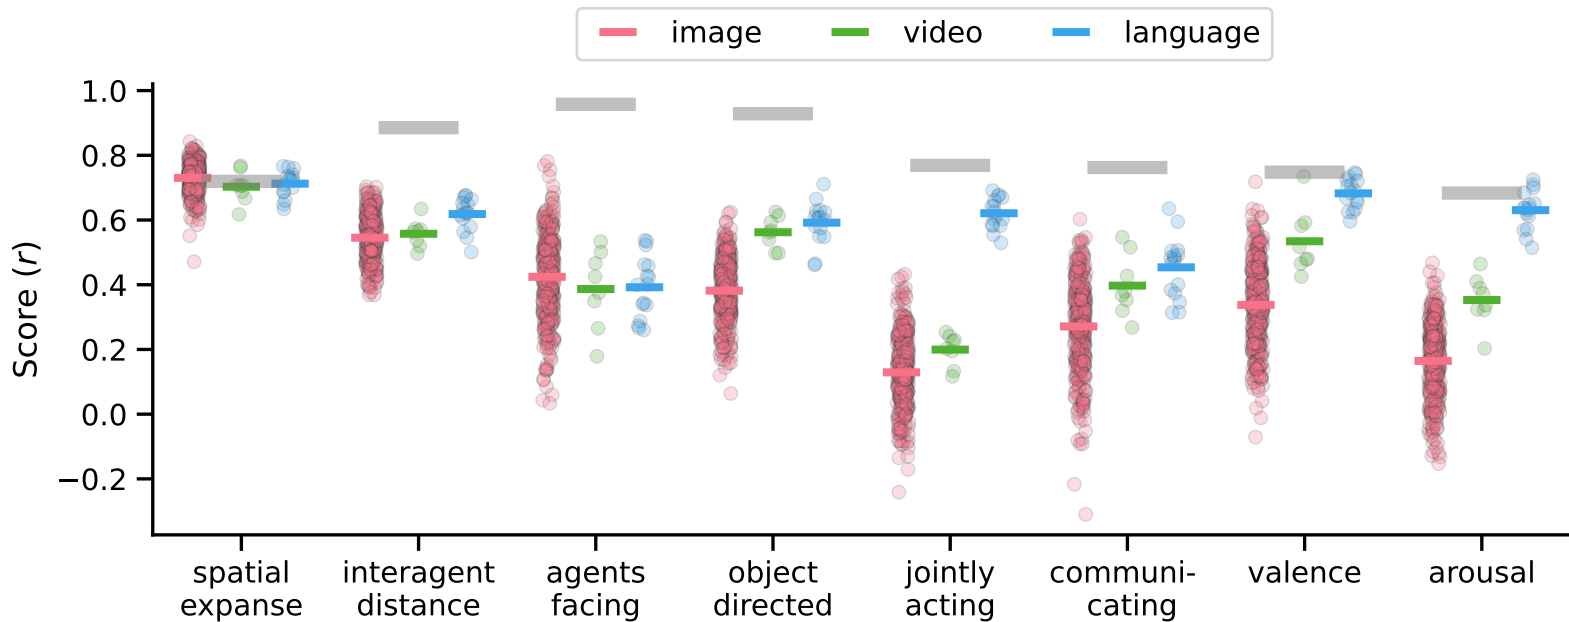 image video language
Score (r)
1.0
0.8
0.6
0.4
0.2
0.0
−0.2
spatial expanse
interagent distance
agents facing
object directed
jointly acting
communi- cating
valence
arousal